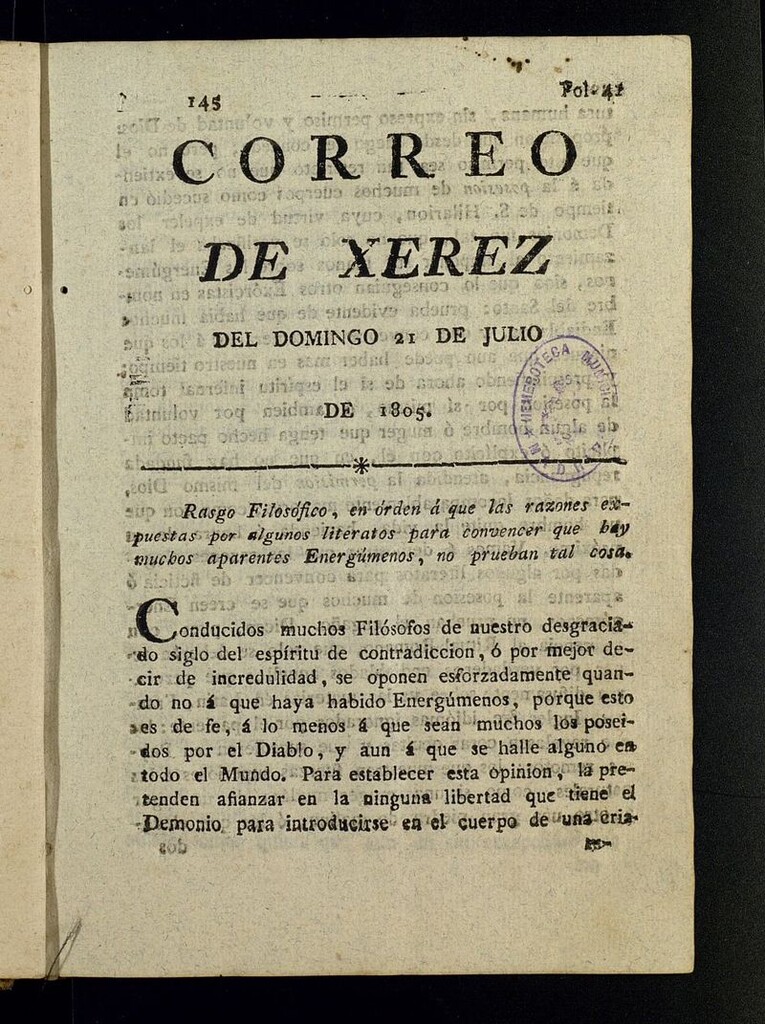 145
Fol. 41
CORREO
DE XEREZ
DEL DOMINGO 21 DE JULIO
DE 1805.
HEMEROTECA MUNICIPAL
MADRID
Rasgo Filosófico, en órden á que las razones ex-
puestas por algunos literatos para convencer que hay
muchos aparentes Energúmenos, no prueban tal cosa.
Conducidos muchos Filósofos de nuestro desgracia-
do siglo del espíritu de contradiccion, ó por mejor de-
cir de incredulidad, se oponen esforzadamente quan-
do no á que haya habido Energúmenos, porque esto
es de fe, á lo menos á que sean muchos los posei-
dos por el Diablo, y aun á que se halle alguno en
todo el Mundo. Para establecer esta opinion, la pre-
tenden afianzar en la ninguna libertad que tiene el
Demonio para introducirse en el cuerpo de una cria-